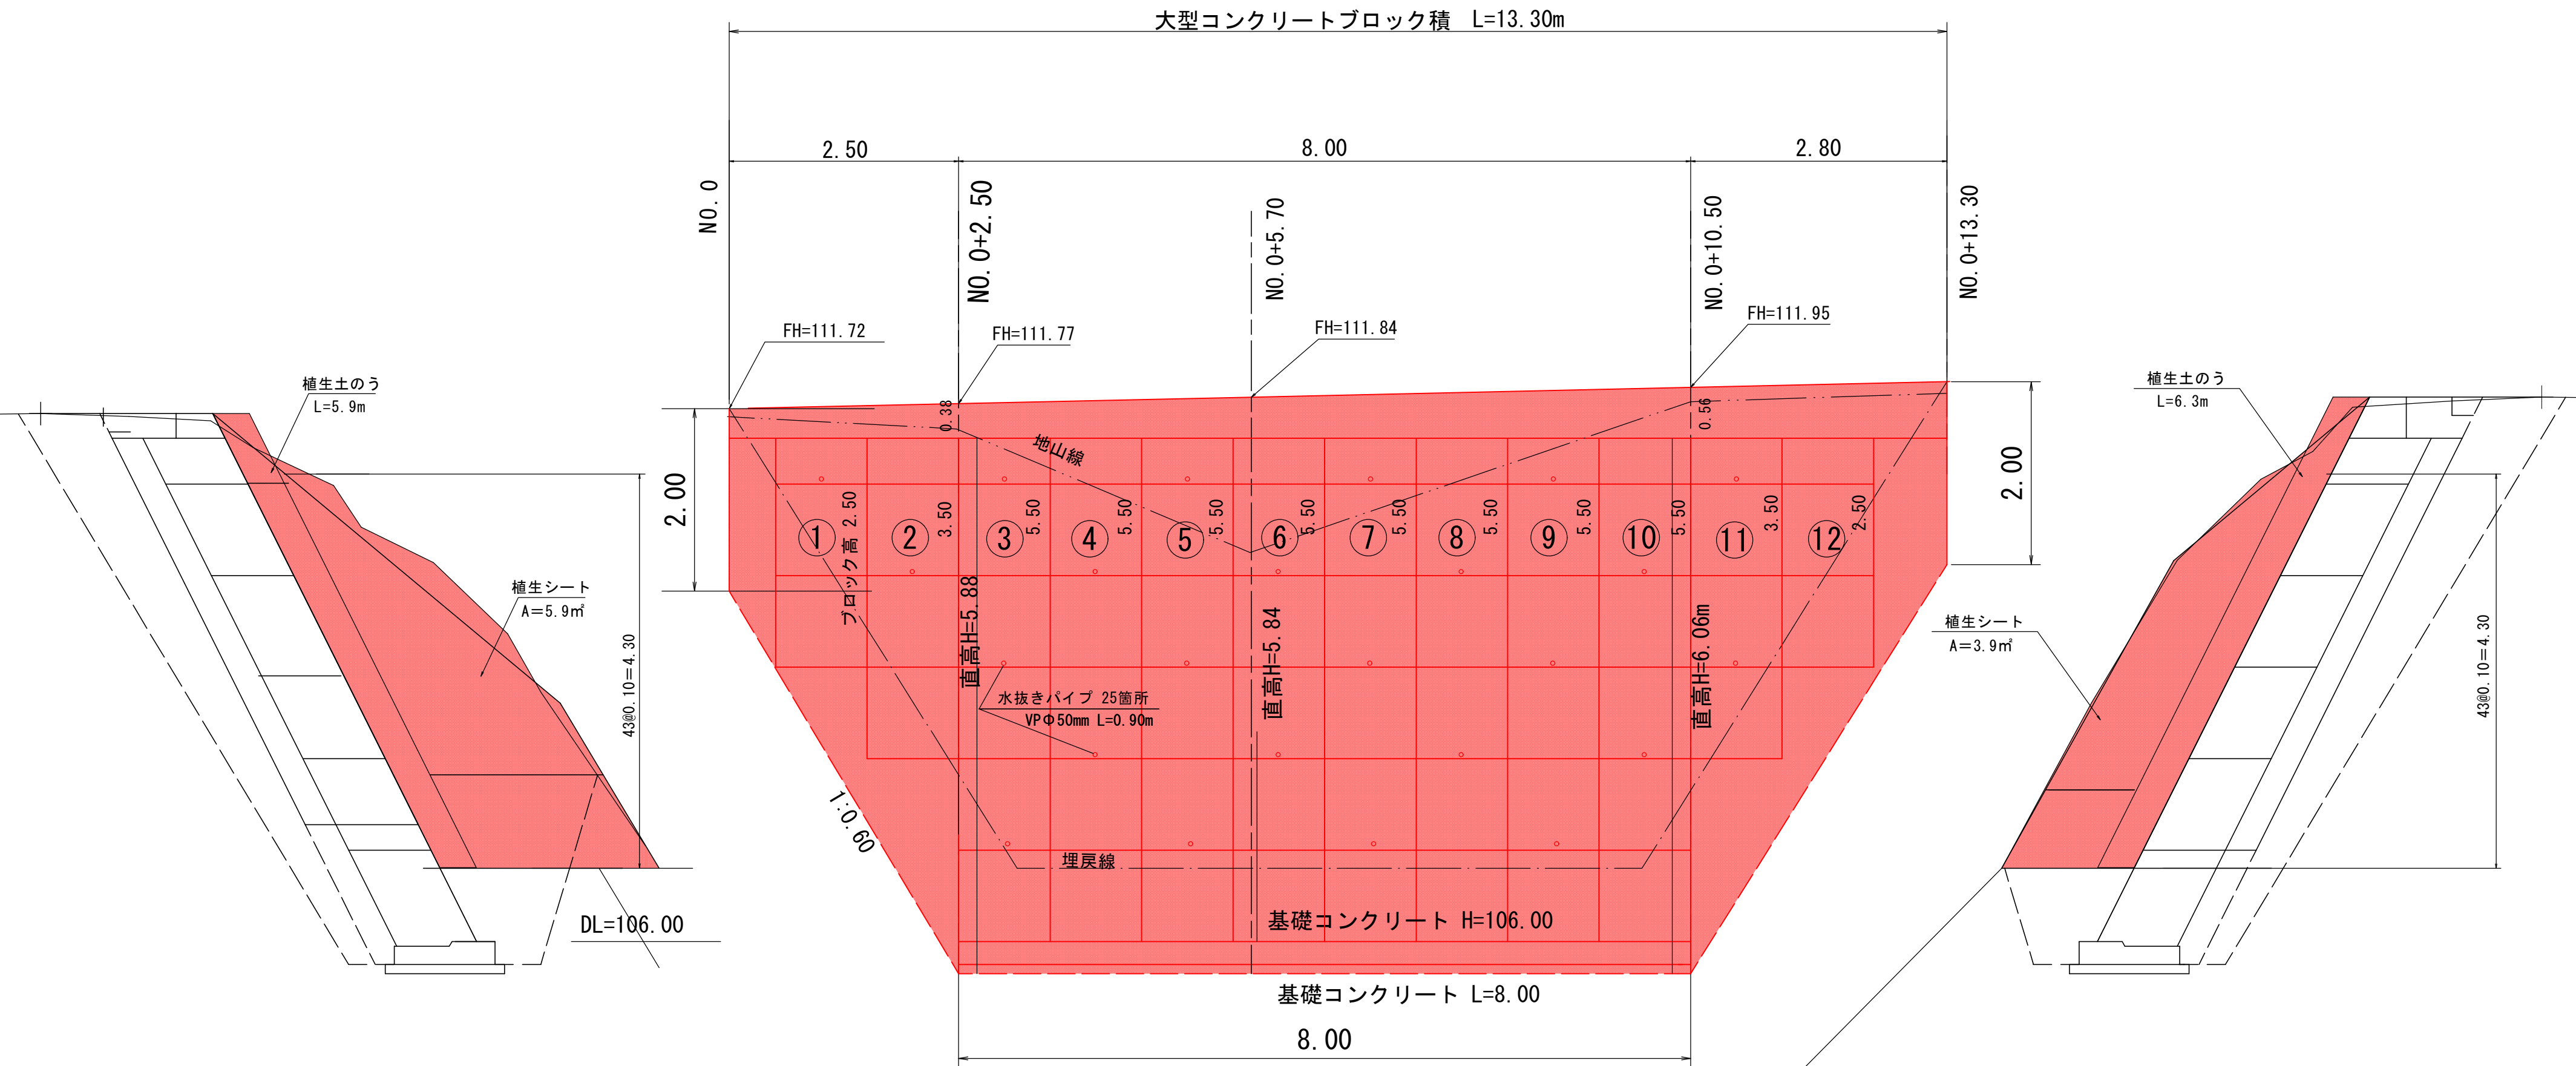 大型コンクリートブロック積 L=13.30m
2.50
8.00
2.80
NO.0
NO.0+2.50
NO.0+5.70
NO.0+10.50
NO.0+13.30
FH=111.72
FH=111.77
FH=111.84
FH=111.95
植生土のう
L=5.9m
植生土のう
L=6.3m
0.38
地山線
0.56
2.00
2.00
① ② ③ ④ ⑤ ⑥ ⑦ ⑧ ⑨ ⑩ ⑪ ⑫
ブロック高 2.50
3.50
5.50
5.50
5.50
5.50
5.50
5.50
5.50
5.50
3.50
2.50
植生シート
A=5.9㎡
植生シート
A=3.9㎡
43@0.10=4.30
43@0.10=4.30
直高H=5.88
直高H=5.84
直高H=6.06m
水抜きパイプ 25箇所
VPΦ50mm L=0.90m
1:0.60
埋戻線
DL=106.00
基礎コンクリート H=106.00
基礎コンクリート L=8.00
8.00